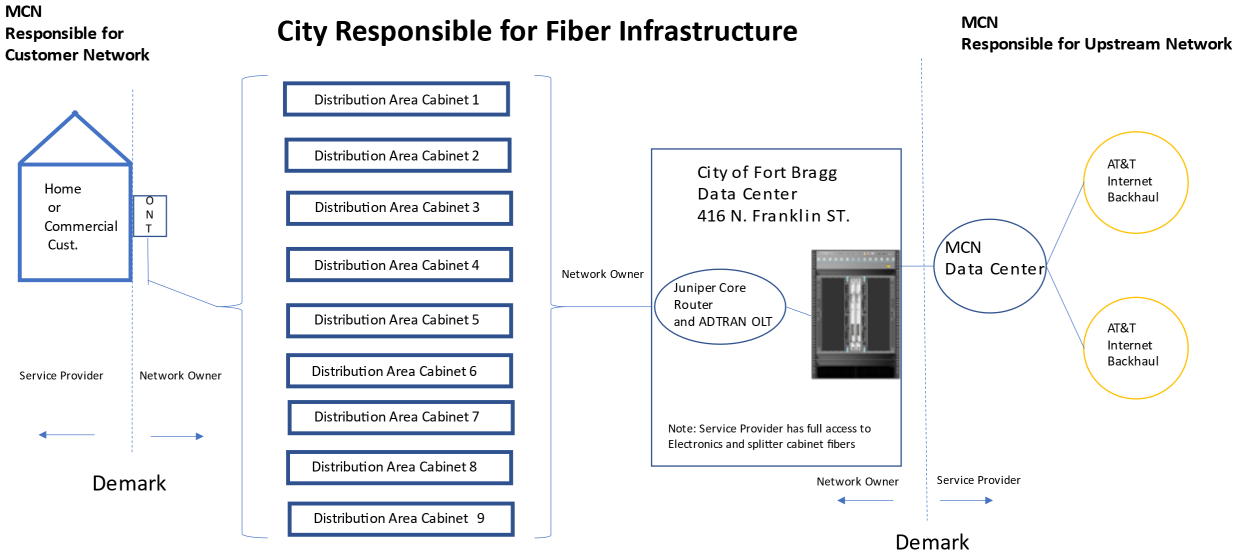 MCN
Responsible for
Customer Network
City Responsible for Fiber Infrastructure
MCN
Responsible for Upstream Network
Home
or
Commercial
Cust.
O
N
T
Service Provider
Network Owner
Demark
Distribution Area Cabinet 1
Distribution Area Cabinet 2
Distribution Area Cabinet 3
Distribution Area Cabinet 4
Distribution Area Cabinet 5
Distribution Area Cabinet 6
Distribution Area Cabinet 7
Distribution Area Cabinet 8
Distribution Area Cabinet 9
Network Owner
City of Fort Bragg
Data Center
416 N. Franklin ST.
Juniper Core
Router
and ADTRAN OLT
Note: Service Provider has full access to
Electronics and splitter cabinet fibers
Network Owner
Service Provider
Demark
MCN
Data Center
AT&T
Internet
Backhaul
AT&T
Internet
Backhaul